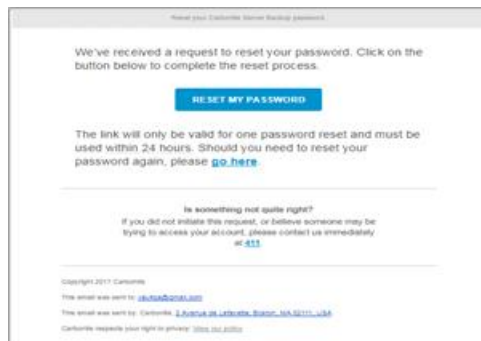 Reset your Carbonite Server Backup password.
We've received a request to reset your password. Click on the
button below to complete the reset process.
RESET MY PASSWORD
The link will only be valid for one password reset and must be
used within 24 hours. Should you need to reset your
password again, please go here.
Is something not quite right?
If you did not initiate this request, or believe someone may be
trying to access your account, please contact us immediately
at 411.
Copyright 2017 Carbonite
This email was sent to:
This email was sent by: Carbonite, 2 Avenue de Lafayette, Boston, MA 02111, USA
Carbonite respects your right to privacy. View our policy